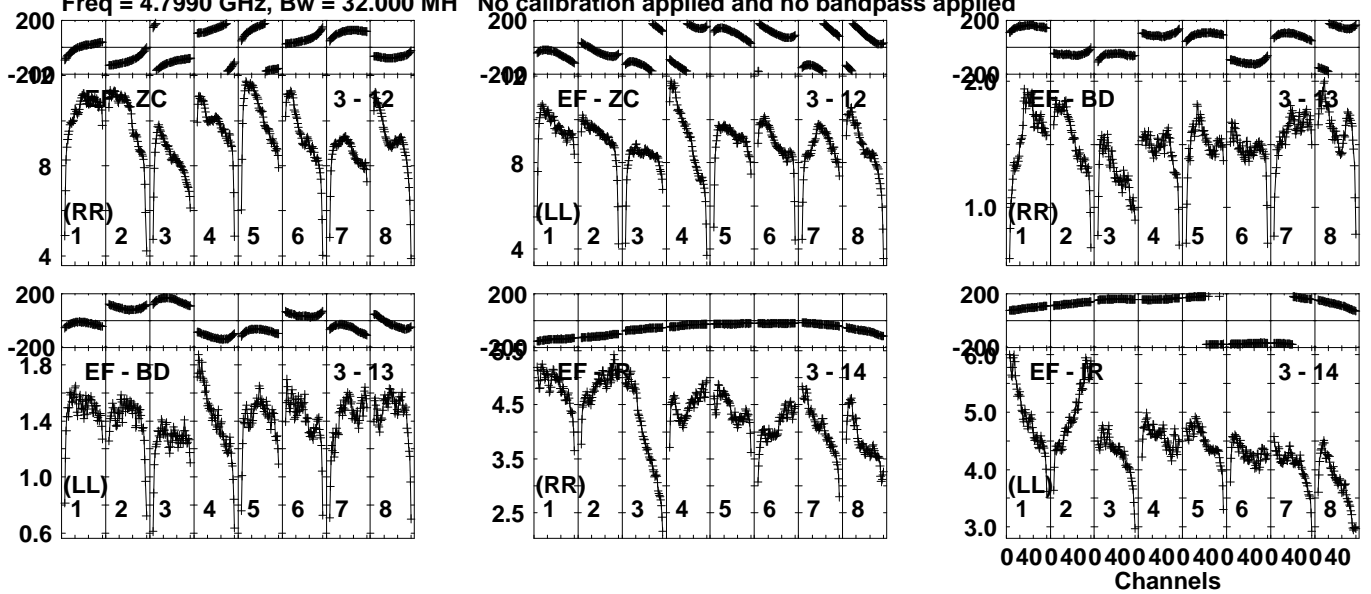 Freq = 4.7990 GHz, Bw = 32.000 MH No calibration applied and no bandpass applied
200
-200
12
EF - ZC 3 - 12
8
(RR)
1 2 3 4 5 6 7 8
4
200
-200
12
EF - ZC 3 - 12
8
(LL)
1 2 3 4 5 6 7 8
4
200
-200
2.0
EF - BD 3 - 13
1.0
(RR)
1 2 3 4 5 6 7 8
200
-200
1.8
EF - BD 3 - 13
1.4
1.0
(LL)
1 2 3 4 5 6 7 8
0.6
200
-200
5.5
EF - IR 3 - 14
4.5
3.5
(RR)
1 2 3 4 5 6 7 8
2.5
200
-200
6.0
EF - IR 3 - 14
5.0
4.0
(LL)
1 2 3 4 5 6 7 8
3.0
0 40 0 40 0 40 0 40 0 40 0 40 0 40 0 40
Channels